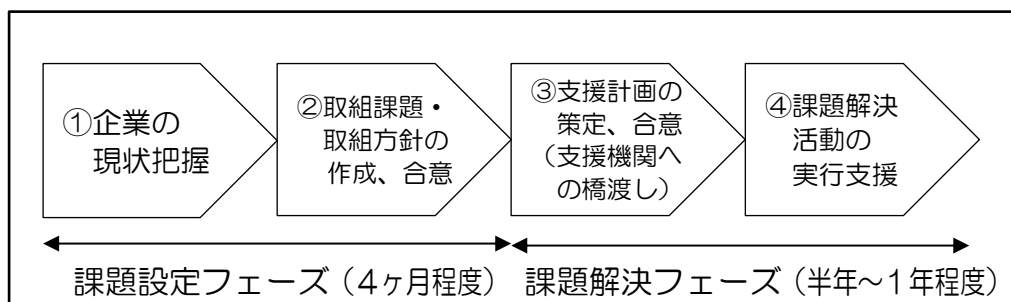 ①企業の
現状把握
②取組課題・
取組方針の
作成、合意
③支援計画の
策定、合意
（支援機関へ
の橋渡し）
④課題解決
活動の
実行支援
課題設定フェーズ（4ヶ月程度）
課題解決フェーズ（半年～1年程度）